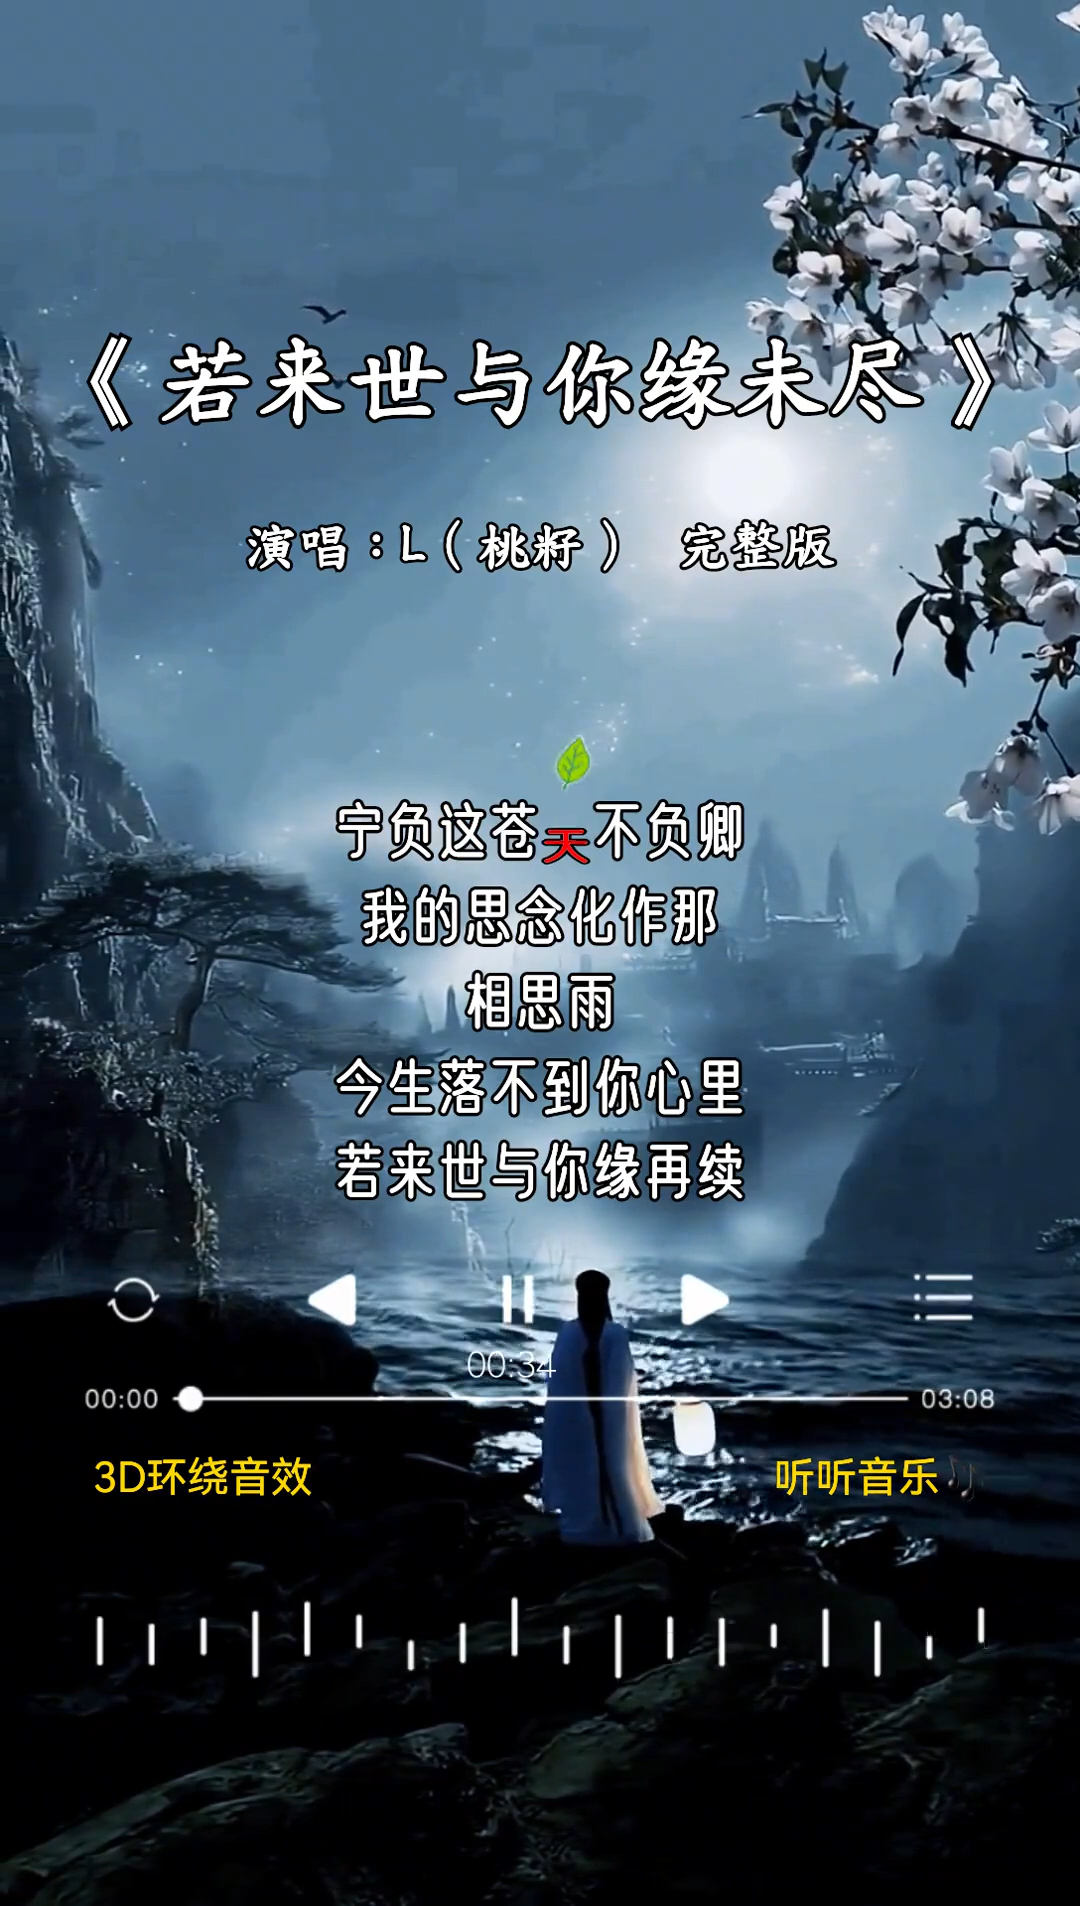 《若来世与你缘未尽》
演唱：L（桃籽） 完整版
宁负这苍天不负卿
我的思念化作那
相思雨
今生落不到你心里
若来世与你缘再续
00:34
00:00 03:08
3D环绕音效 听听音乐